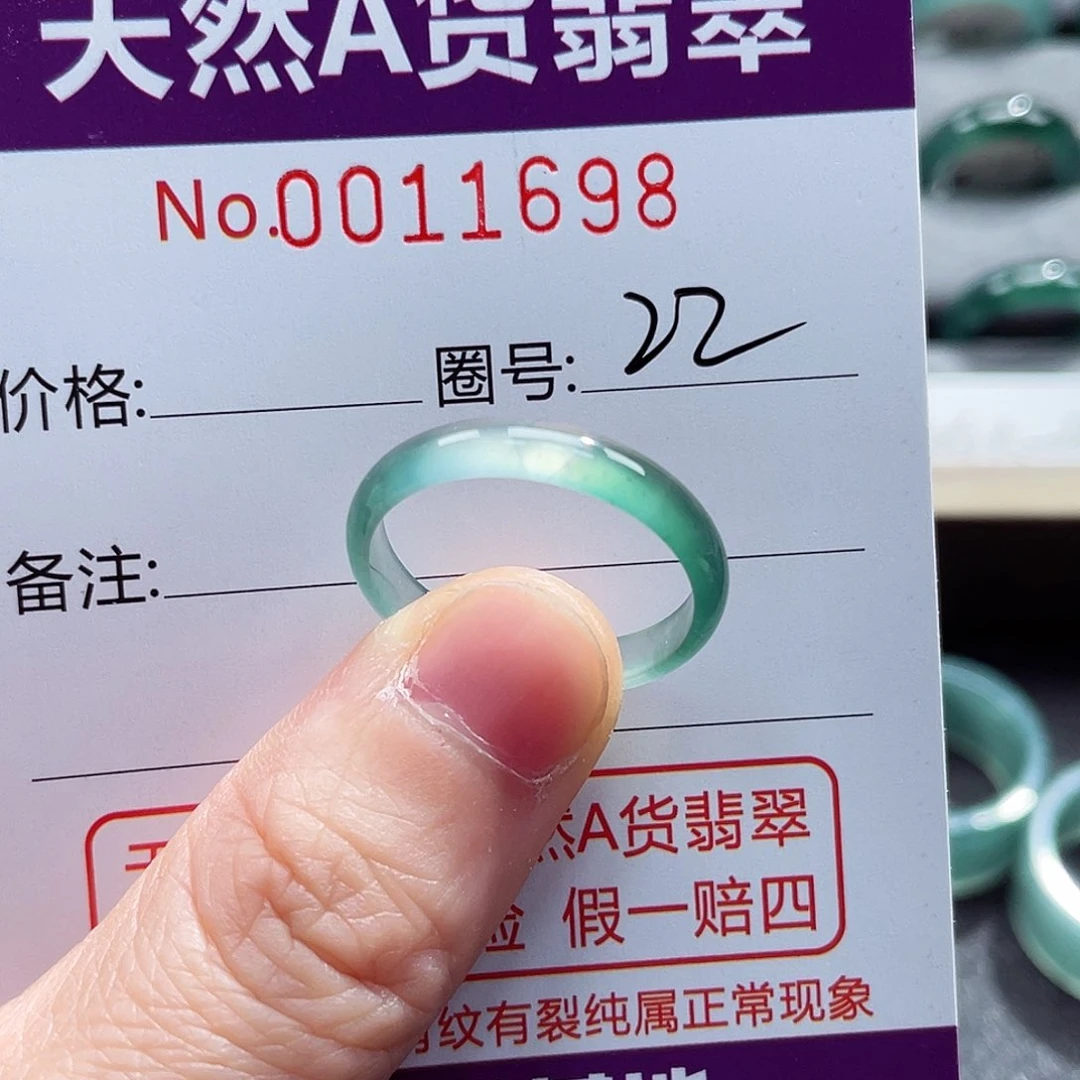 天然A货翡翠
No.0011698
价格: 圈号: 22
备注:
然A货翡翠
假一赔四
纹有裂纯属正常现象